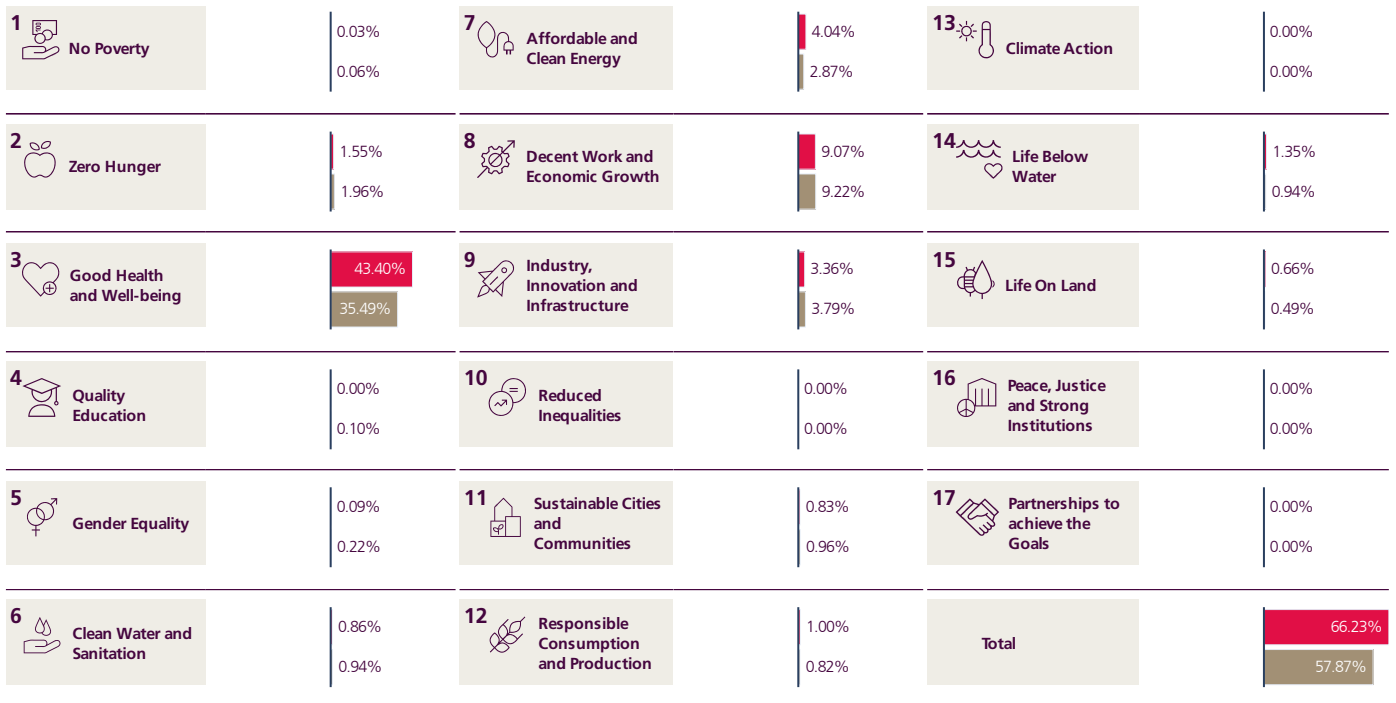 1
No Poverty
0.03%
0.06%
2
Zero Hunger
1.55%
1.96%
3
Good Health
and Well-being
43.40%
35.49%
4
Quality
Education
0.00%
0.10%
5
Gender Equality
0.09%
0.22%
6
Clean Water and
Sanitation
0.86%
0.94%
7
Affordable and
Clean Energy
4.04%
2.87%
8
Decent Work and
Economic Growth
9.07%
9.22%
9
Industry,
Innovation and
Infrastructure
3.36%
3.79%
10
Reduced
Inequalities
0.00%
0.00%
11
Sustainable Cities
and
Communities
0.83%
0.96%
12
Responsible
Consumption
and Production
1.00%
0.82%
13
Climate Action
0.00%
0.00%
14
Life Below
Water
1.35%
0.94%
15
Life On Land
0.66%
0.49%
16
Peace, Justice
and Strong
Institutions
0.00%
0.00%
17
Partnerships to
achieve the
Goals
0.00%
0.00%
Total
66.23%
57.87%